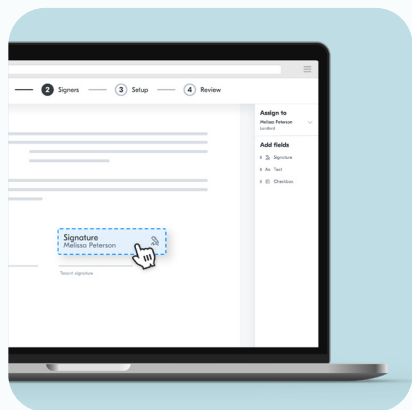 2 Signers
3 Setup
4 Review
Assign to
Melissa Peterson
Landlord
Add fields
Signature
Aa Text
Checkbox
Signature
Melissa Peterson
Tenant signature